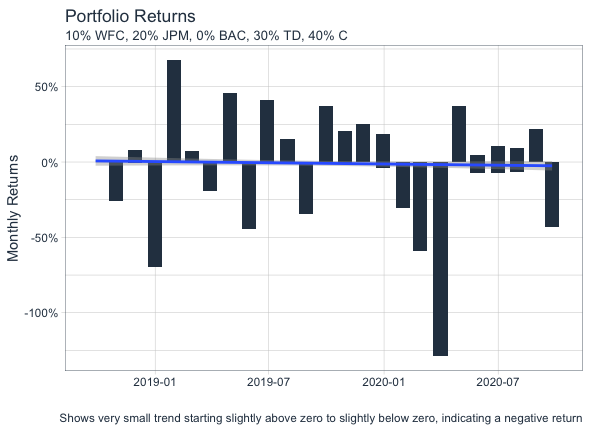 Portfolio Returns
10% WFC, 20% JPM, 0% BAC, 30% TD, 40% C
Monthly Returns
50%
0%
-50%
-100%
2019-01 2019-07 2020-01 2020-07
Shows very small trend starting slightly above zero to slightly below zero, indicating a negative return